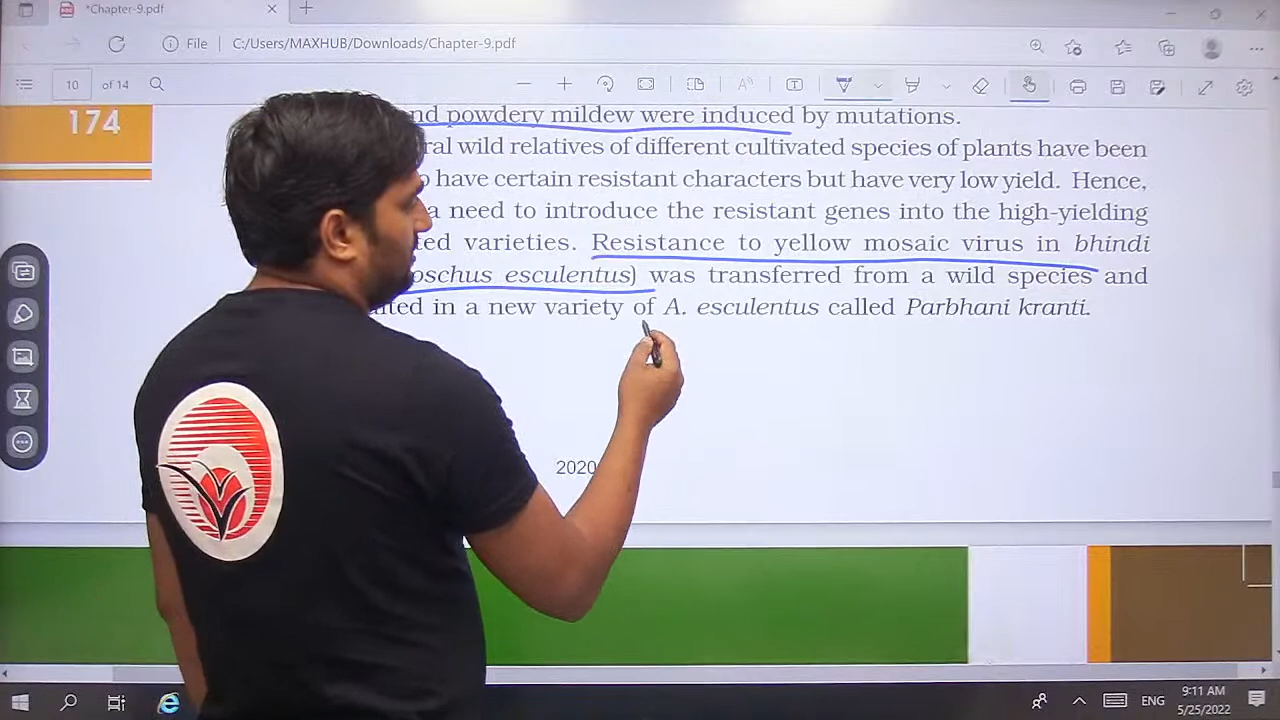 *Chapter-9.pdf
File C:/Users/MAXHUB/Downloads/Chapter-9.pdf
10 of 14
174
nd powdery mildew were induced by mutations.
ral wild relatives of different cultivated species of plants have been
have certain resistant characters but have very low yield. Hence,
a need to introduce the resistant genes into the high-yielding
ted varieties. Resistance to yellow mosaic virus in bhindi
oschus esculentus) was transferred from a wild species and
in a new variety of A. esculentus called Parbhani kranti.
2020
ENG
9:11 AM
5/25/2022